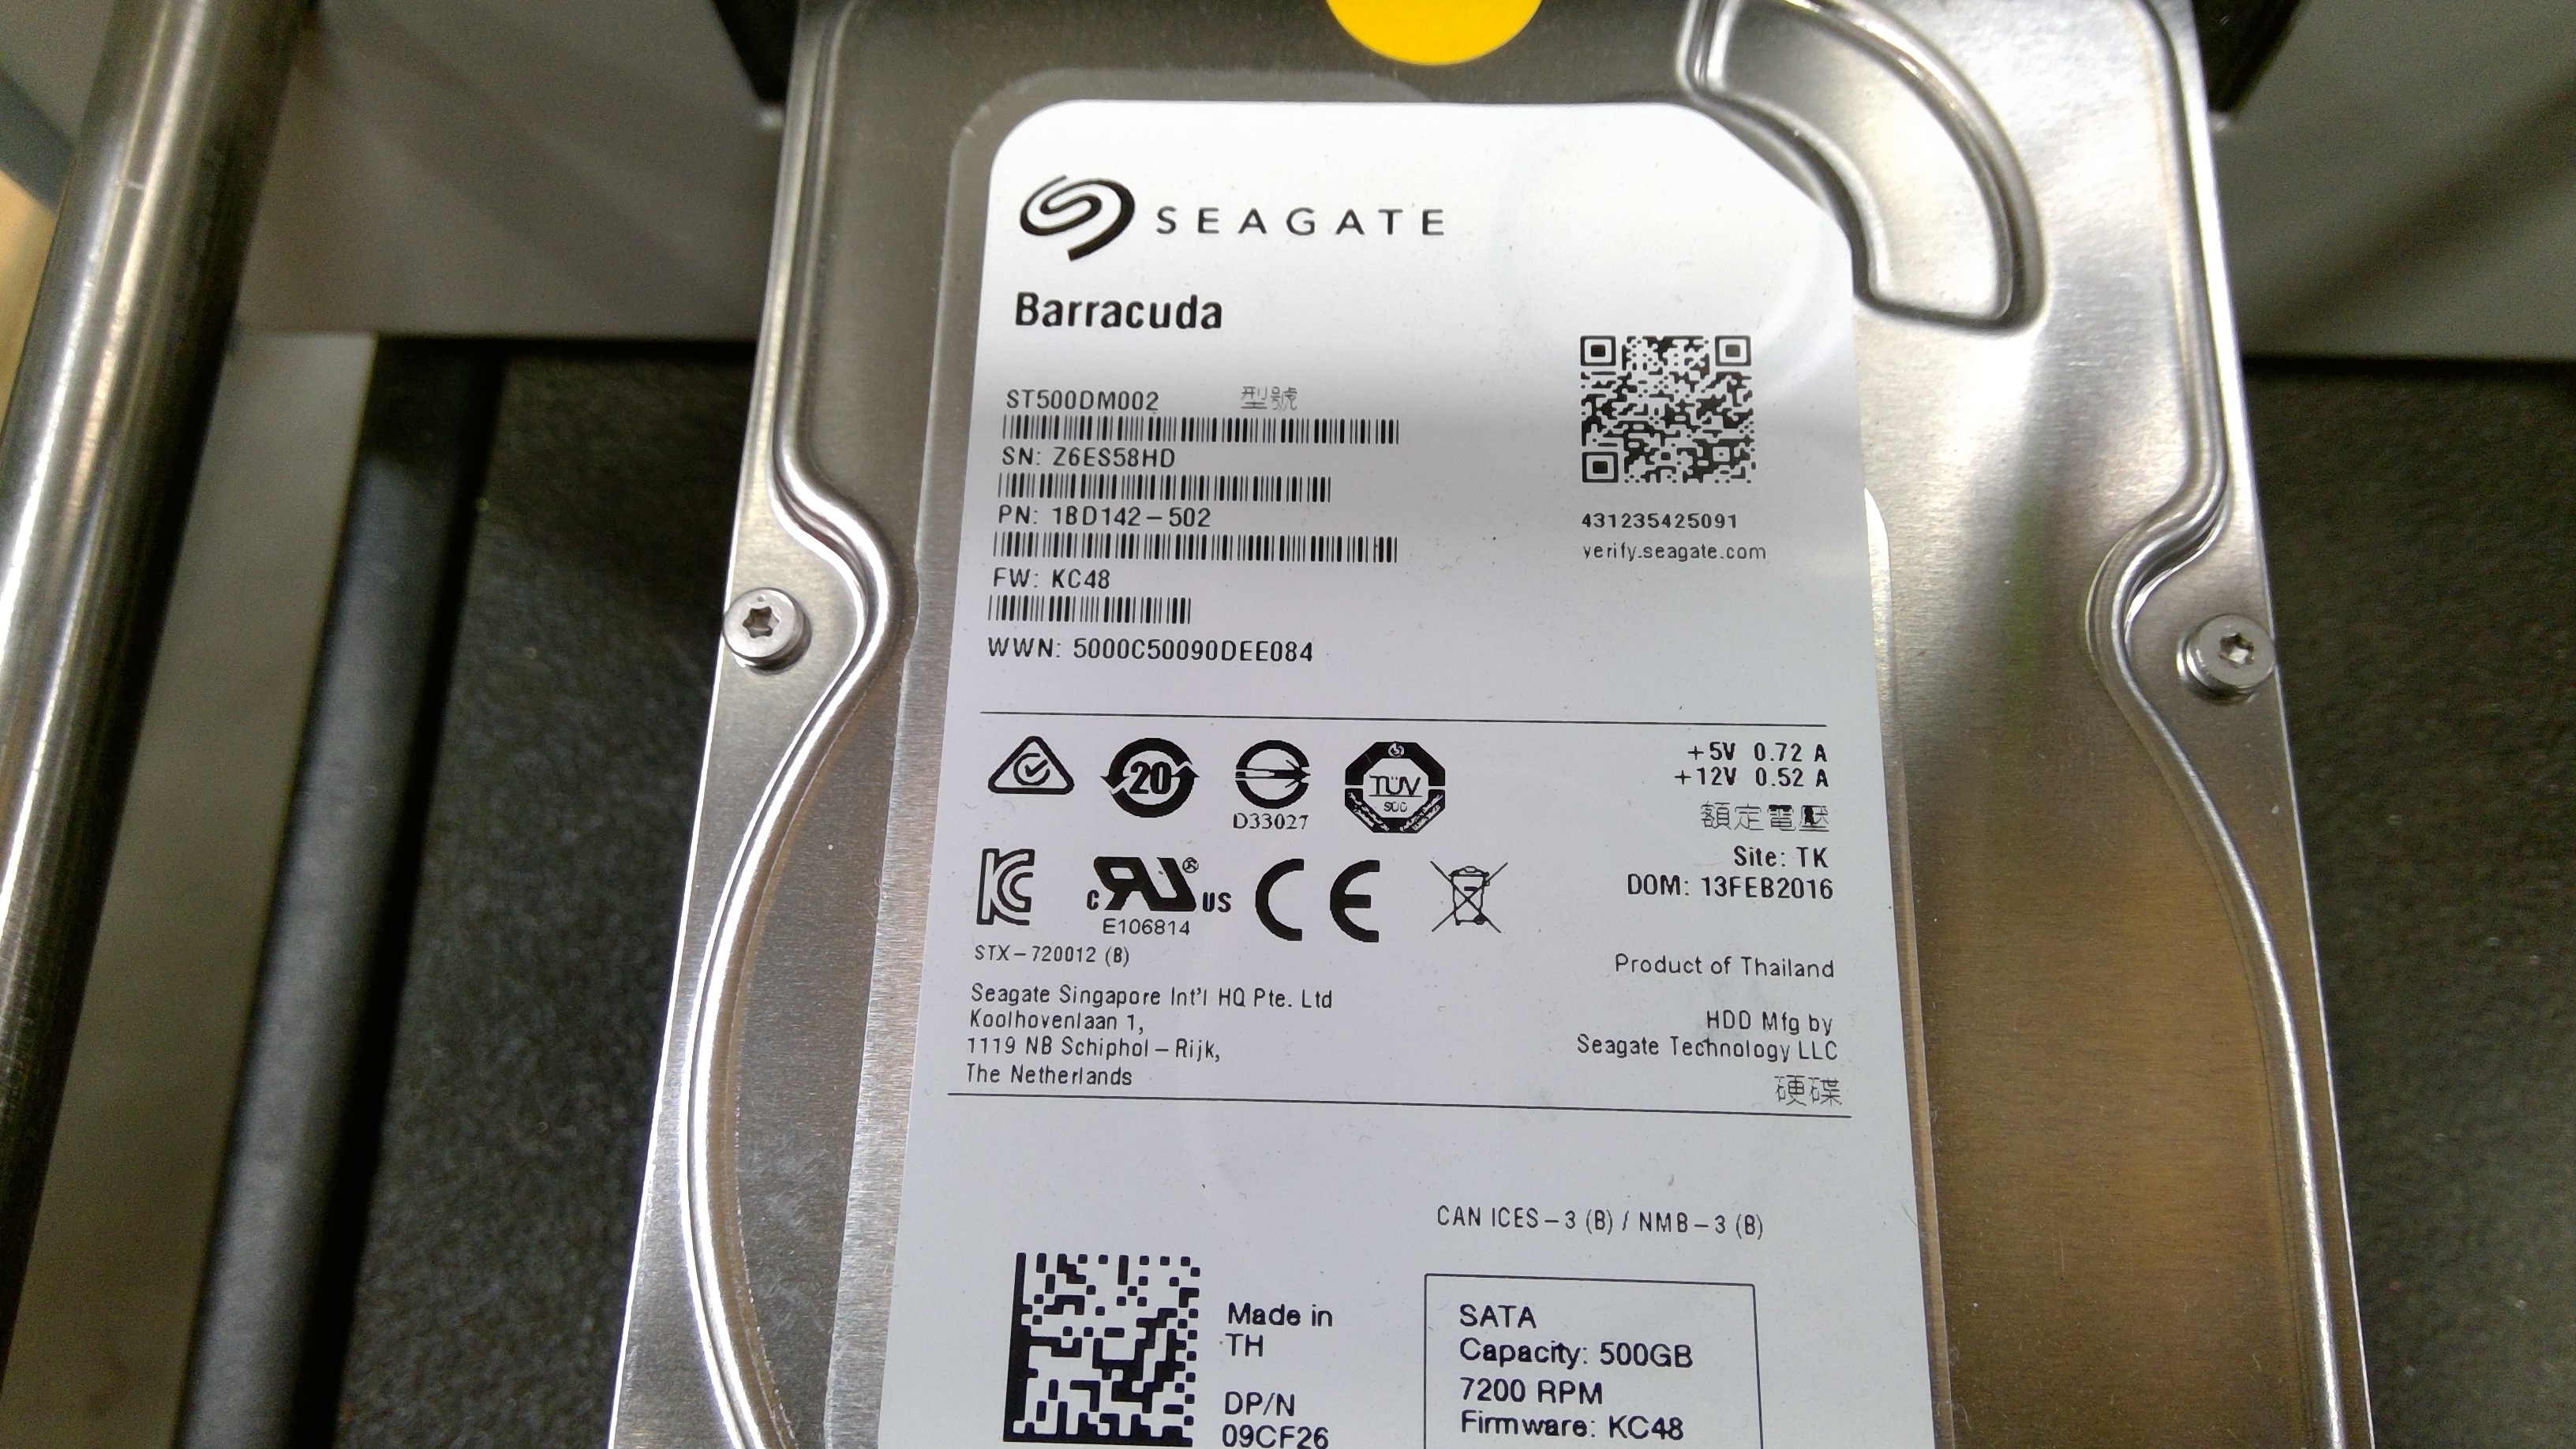 SEAGATE
Barracuda
ST500DM002 型號
SN: Z6ES58HD
PN: 1BD142-502
FW: KC48
WWN: 5000C50090DEE084
431235425091
verify.seagate.com
20
D33027
TÜV
SÜD
+5V 0.72 A
+12V 0.52 A
額定電壓
Site: TK
DOM: 13FEB2016
c RU ® US
E106814
CE
STX-720012 (B)
Seagate Singapore Int'l HQ Pte. Ltd
Koolhovenlaan 1,
1119 NB Schiphol-Rijk,
The Netherlands
Product of Thailand
HDD Mfg by
Seagate Technology LLC
硬碟
CAN ICES-3 (B) / NMB-3 (B)
Made in
TH
DP/N
09CF26
SATA
Capacity: 500GB
7200 RPM
Firmware: KC48